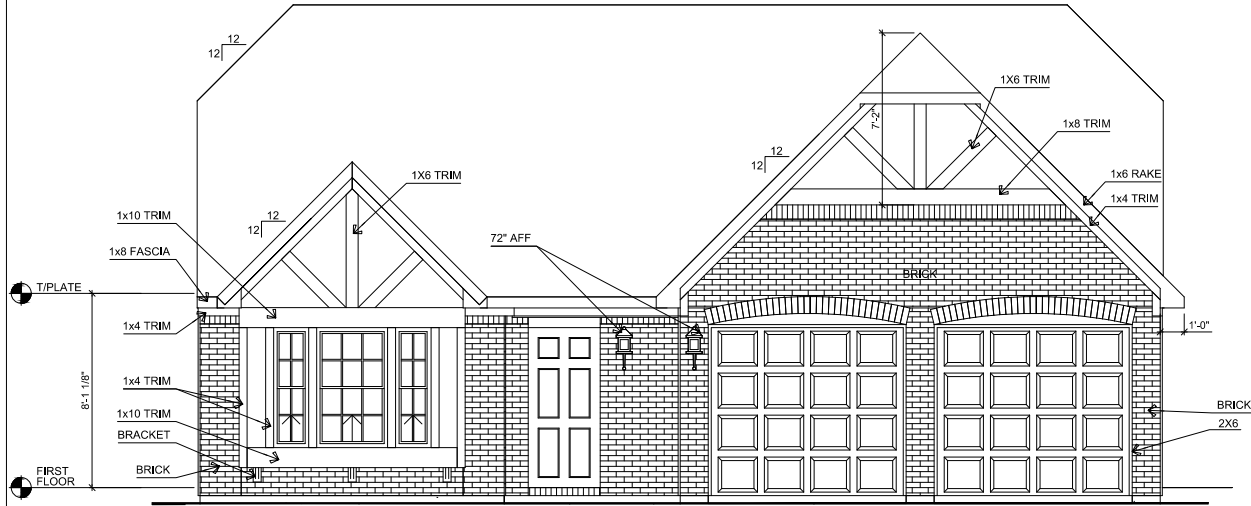 12
12
12
12
1X6 TRIM
7'-2"
1x8 TRIM
12
12
1x6 RAKE
1x4 TRIM
1X6 TRIM
1x10 TRIM
12
12
72" AFF
1x8 FASCIA
BRICK
T/PLATE
1x4 TRIM
1'-0"
8'-1 1/8"
1x4 TRIM
1x10 TRIM
BRICK
2X6
BRACKET
BRICK
FIRST
FLOOR